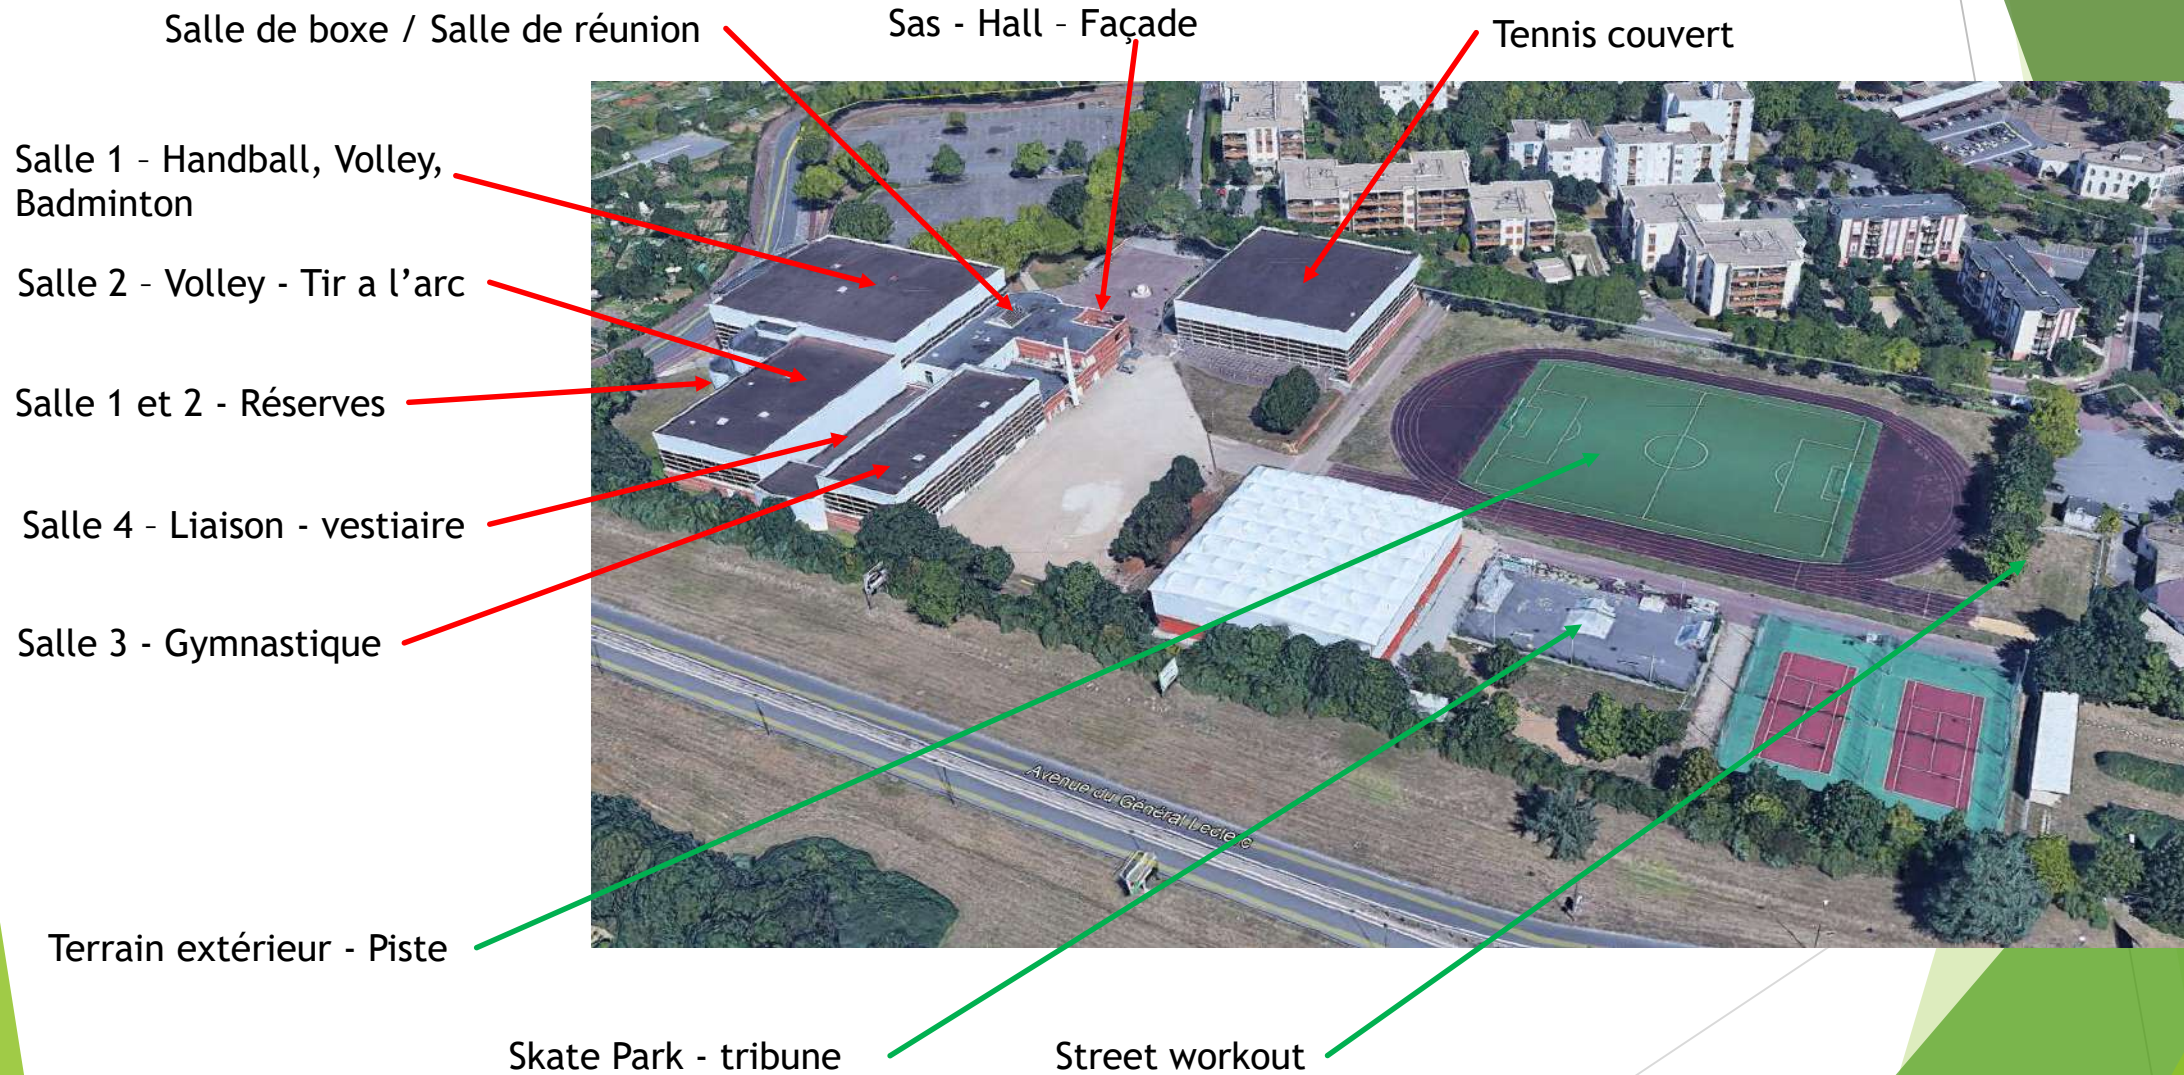 Salle de boxe / Salle de réunion
Sas - Hall – Façade
Tennis couvert
Salle 1 – Handball, Volley,
Badminton
Salle 2 – Volley - Tir a l’arc
Salle 1 et 2 - Réserves
Salle 4 – Liaison - vestiaire
Salle 3 - Gymnastique
Avenue du Général Leclerc
Terrain extérieur - Piste
Skate Park - tribune
Street workout